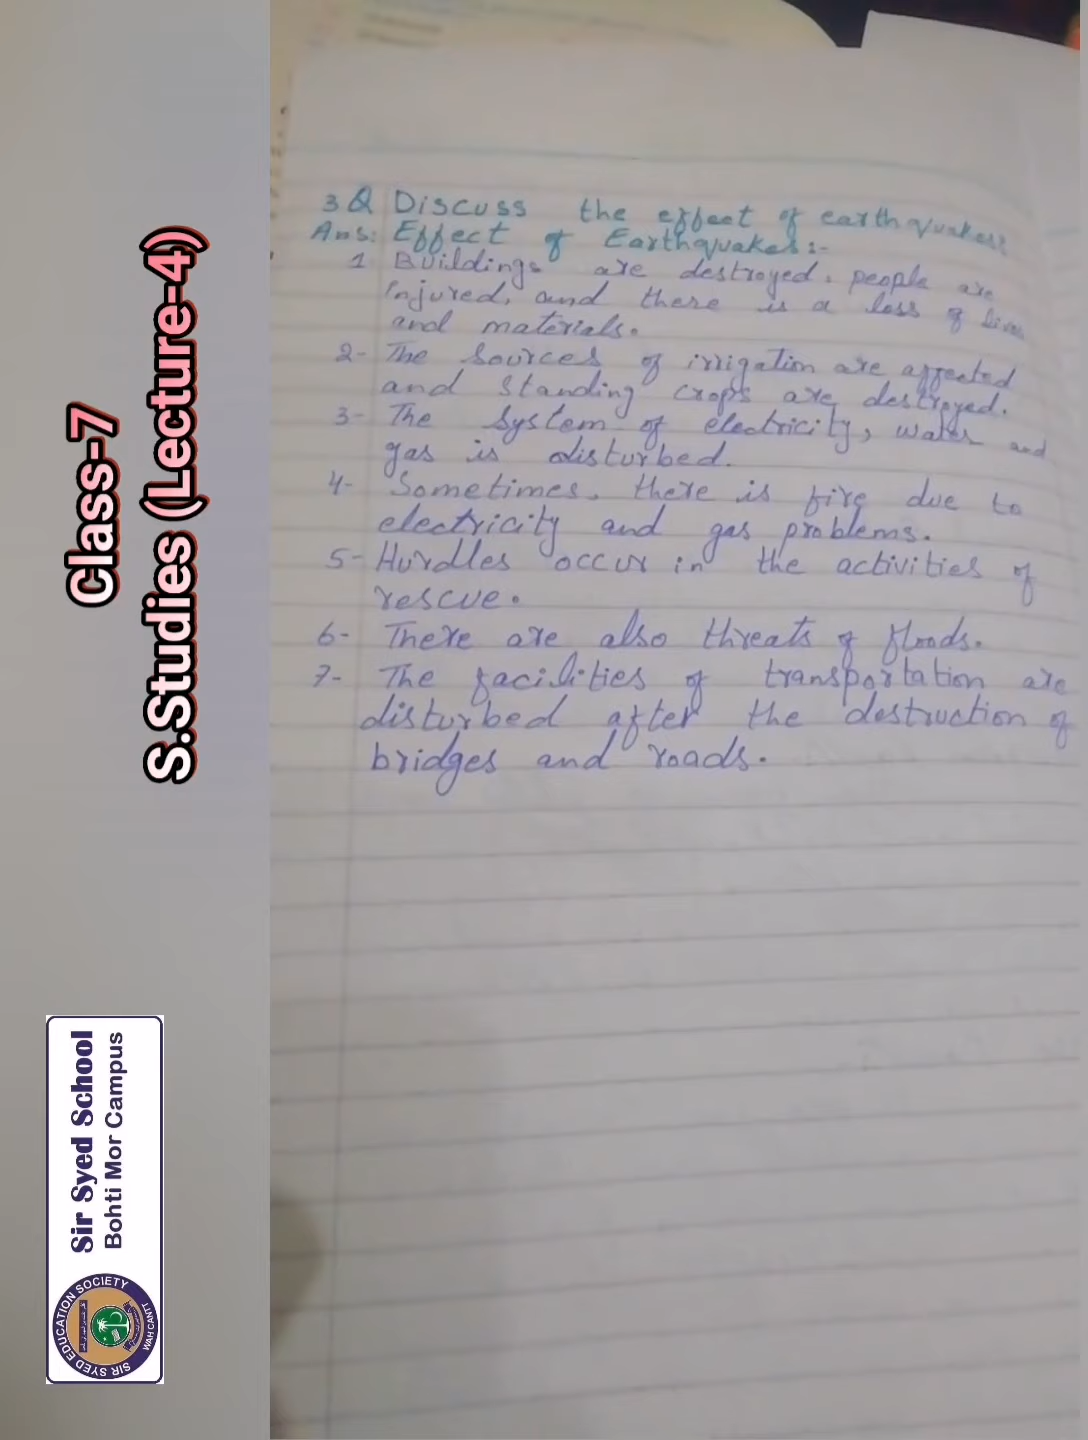 Class-7
S.Studies (Lecture-4)
Sir Syed School
Bohti Mor Campus
SIR SYED EDUCATION SOCIETY
WAH CANTT
3 Q Discuss the effect of earthquakes?
Ans: Effect of Earthquakes:-
1 Buildings are destroyed. people are
injured, and there is a loss of lives
and materials.
2- The sources of irrigation are affected
and standing crops are destroyed.
3- The system of electricity, water and
gas is disturbed.
4- Sometimes, there is fire due to
electricity and gas problems.
5- Hurdles occur in the activities of
rescue.
6- There are also threats of floods.
7- The facilities of transportation are
disturbed after the destruction of
bridges and roads.